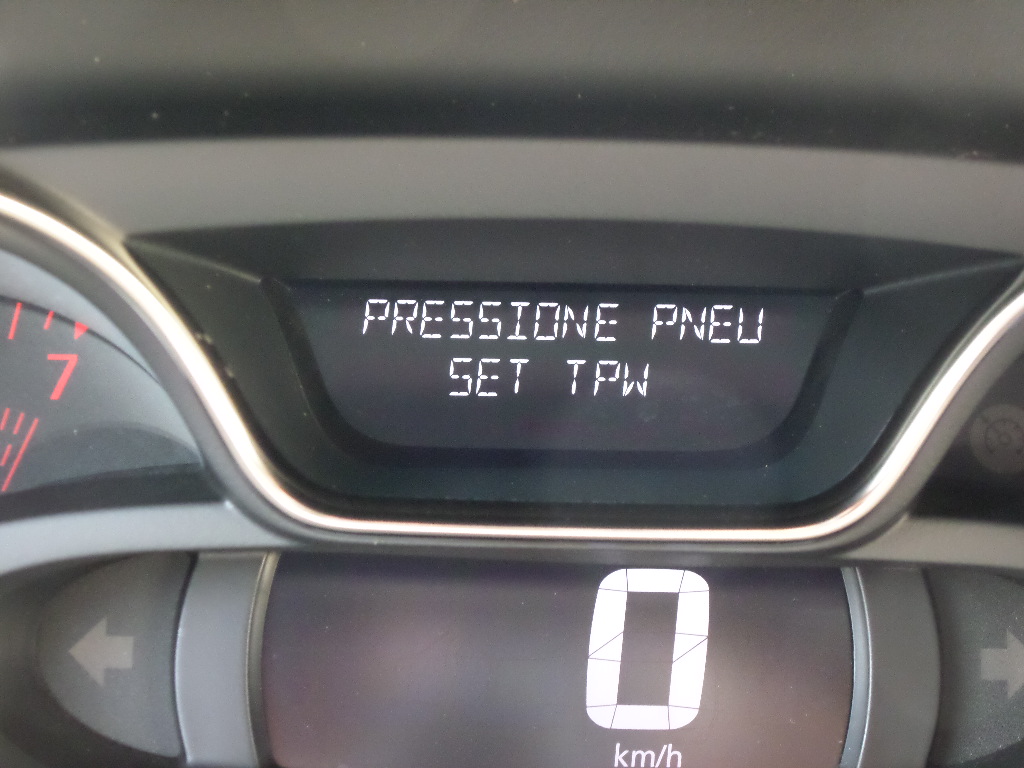 PRESSIONE PNEU
SET TPW
7
0
km/h